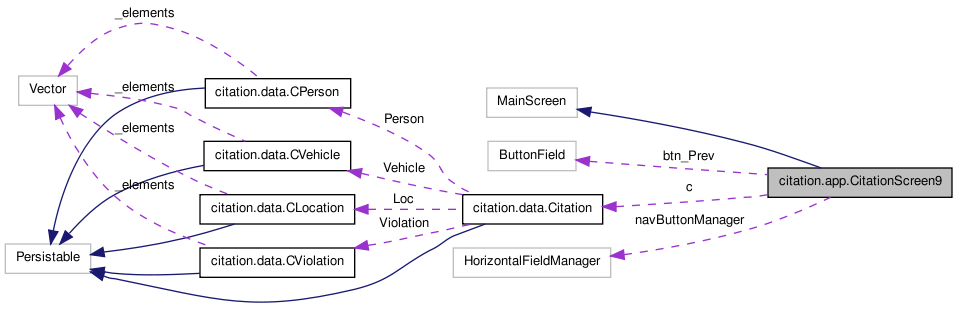 _elements
Vector
_elements
citation.data.CPerson
MainScreen
Person
_elements
citation.data.CVehicle
ButtonField
btn_Prev
Vehicle
citation.app.CitationScreen9
_elements
c
Loc
citation.data.CLocation
citation.data.Citation
Violation
navButtonManager
Persistable
citation.data.CViolation
HorizontalFieldManager